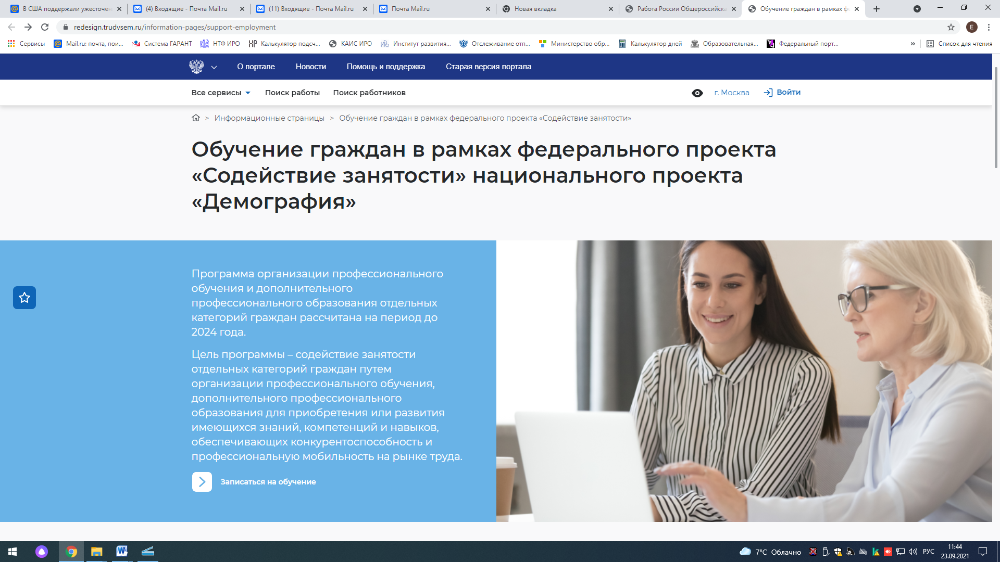 В США поддержали ужесточен
(4) Входящие - Почта Mail.ru
(11) Входящие - Почта Mail.ru
Почта Mail.ru
Новая вкладка
Работа России Общероссийска
Обучение граждан в рамках фе
redesign.trudvsem.ru/information-pages/support-employment
E
Сервисы
Mail.ru: почта, пои...
Система ГАРАНТ
НТФ ИРО
Калькулятор подсч...
КАИС ИРО
Институт развития...
Отслеживание отп...
Министерство обр...
Калькулятор дней
Образовательная...
Федеральный порт...
»
Список для чтения
О портале
Новости
Помощь и поддержка
Старая версия портала
Все сервисы
Поиск работы
Поиск работников
г. Москва
Войти
> Информационные страницы > Обучение граждан в рамках федерального проекта «Содействие занятости»
Обучение граждан в рамках федерального проекта
«Содействие занятости» национального проекта
«Демография»
Программа организации профессионального
обучения и дополнительного
профессионального образования отдельных
категорий граждан рассчитана на период до
2024 года.
Цель программы – содействие занятости
отдельных категорий граждан путем
организации профессионального обучения,
дополнительного профессионального
образования для приобретения или развития
имеющихся знаний, компетенций и навыков,
обеспечивающих конкурентоспособность и
профессиональную мобильность на рынке труда.
Записаться на обучение
7°C Облачно
РУС
11:44
23.09.2021